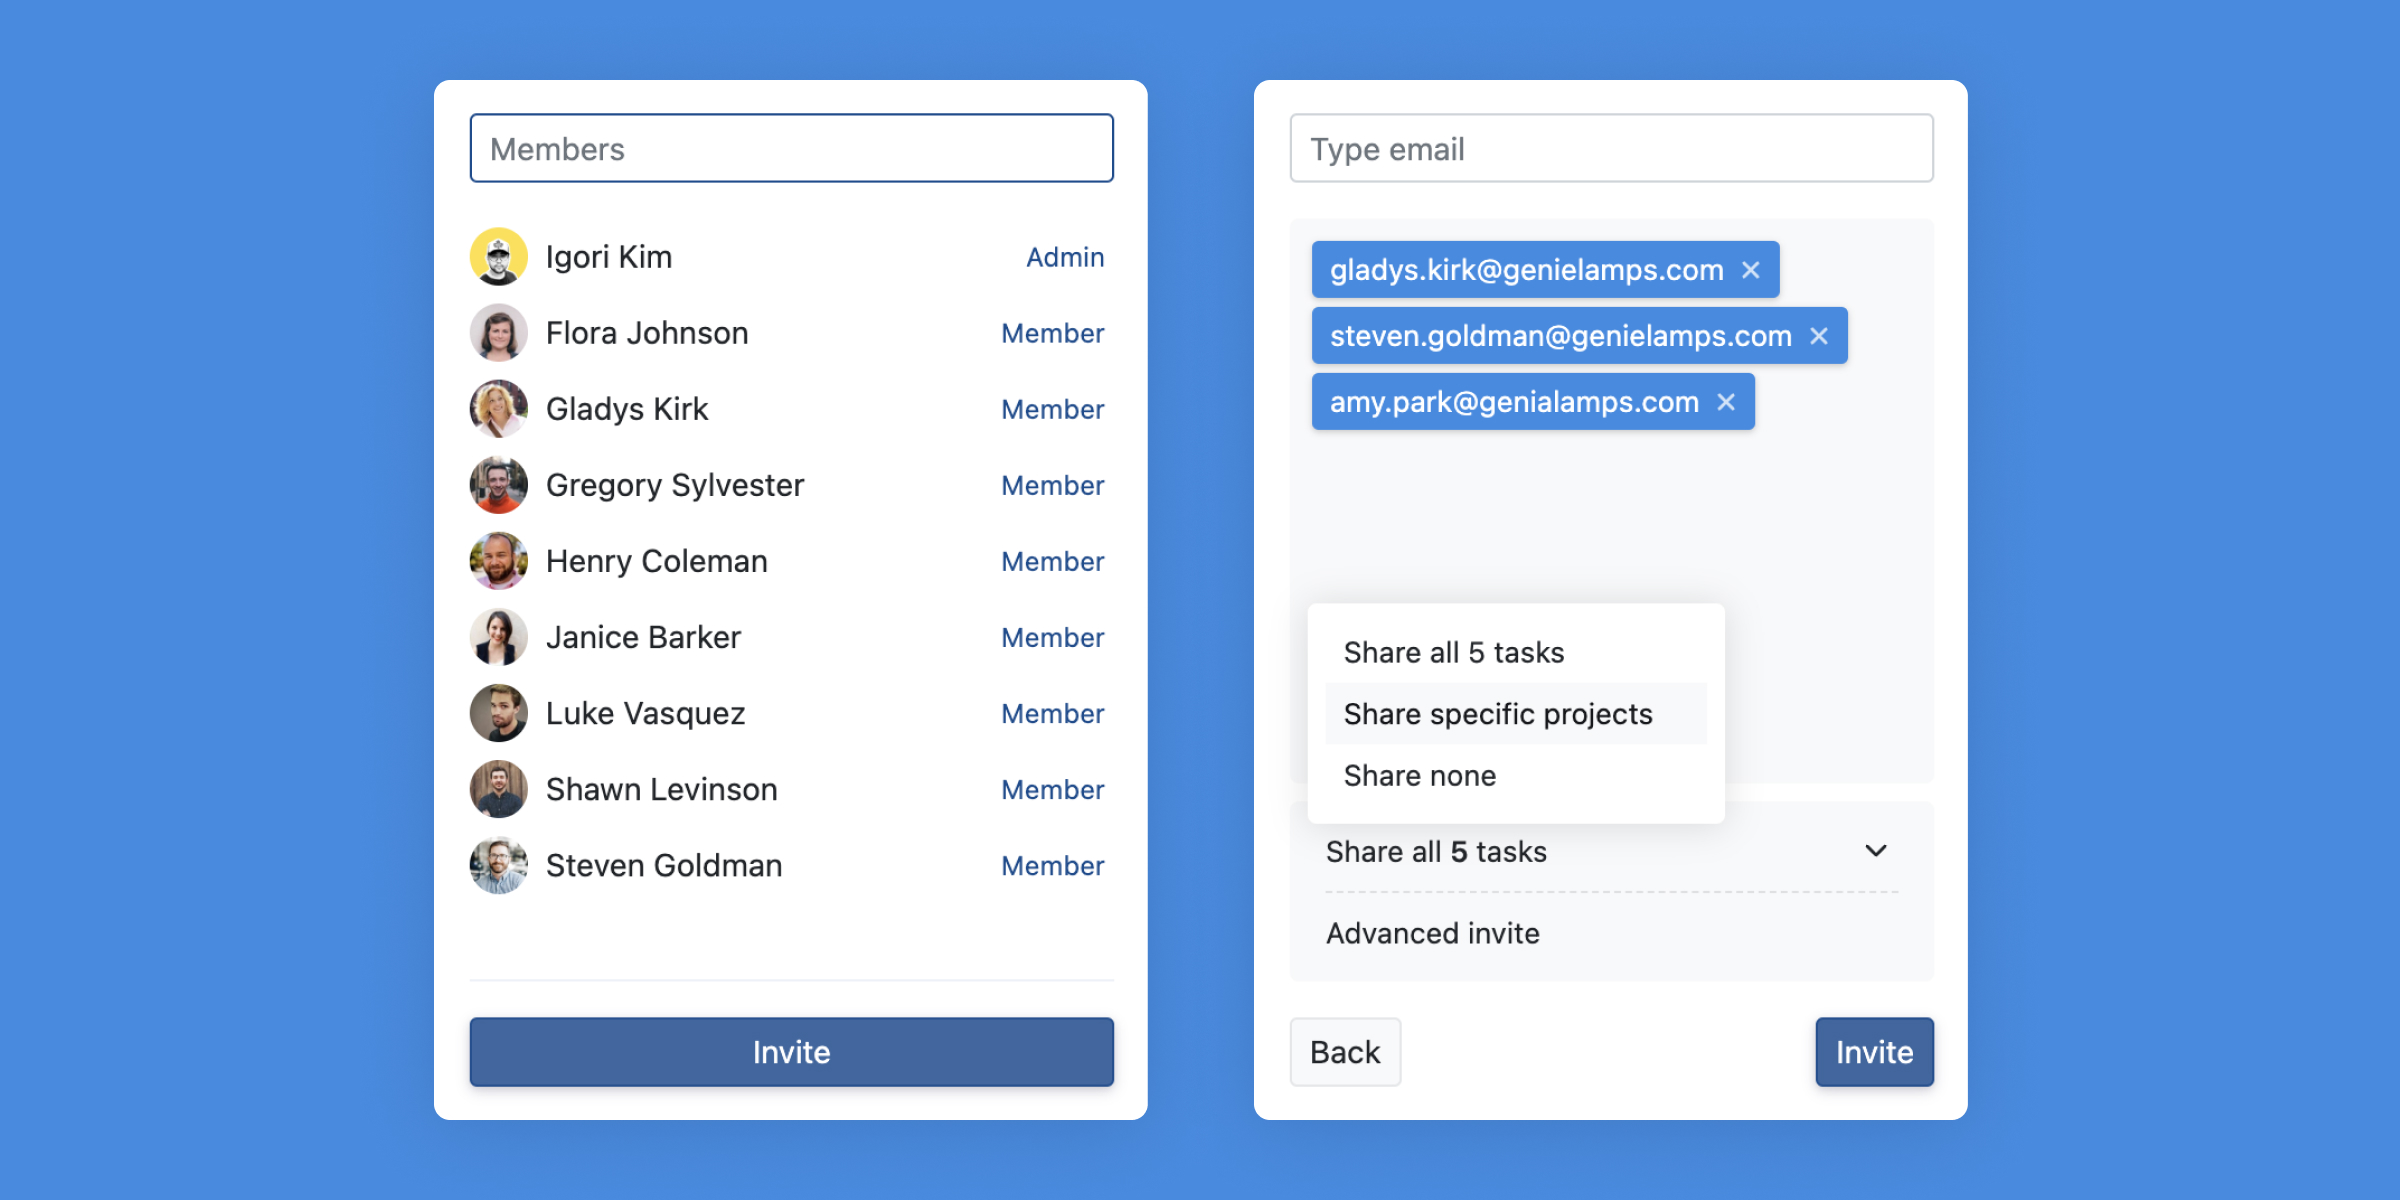 Members
Igori Kim Admin
Flora Johnson Member
Gladys Kirk Member
Gregory Sylvester Member
Henry Coleman Member
Janice Barker Member
Luke Vasquez Member
Shawn Levinson Member
Steven Goldman Member
Invite
Type email
gladys.kirk@genielamps.com ×
steven.goldman@genielamps.com ×
amy.park@genialamps.com ×
Share all 5 tasks
Share specific projects
Share none
Share all 5 tasks
Advanced invite
Back Invite